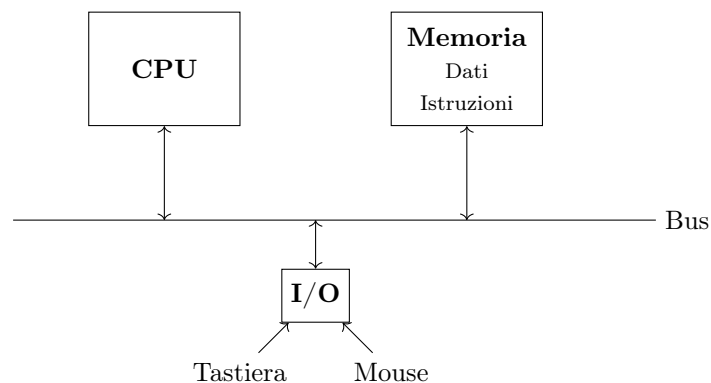 CPU
Memoria
Dati
Istruzioni
Bus
I/O
Tastiera
Mouse